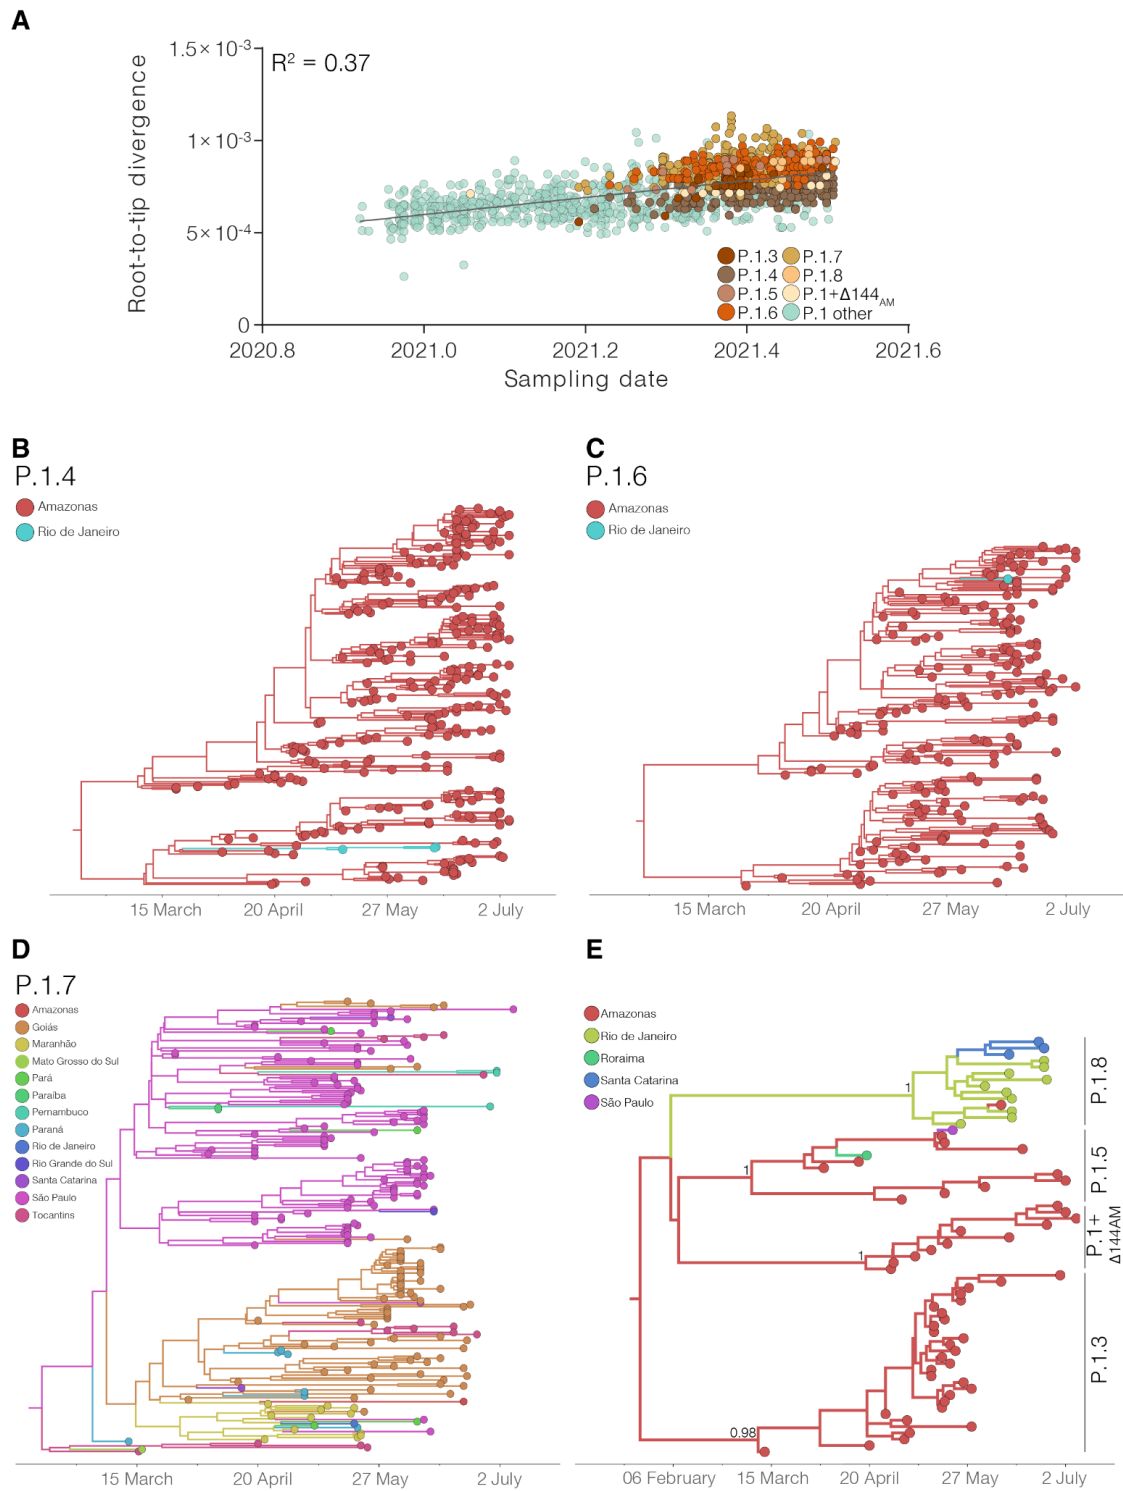 A
1.5×10-3
R2 = 0.37
1×10-3
5×10-4
0
Root-to-tip divergence
P.1.3
P.1.7
P.1.4
P.1.8
P.1.5
P.1+Δ144AM
P.1.6
P.1 other
2020.8
2021.0
2021.2
2021.4
2021.6
Sampling date
B
P.1.4
Amazonas
Rio de Janeiro
15 March
20 April
27 May
2 July
C
P.1.6
Amazonas
Rio de Janeiro
15 March
20 April
27 May
2 July
D
P.1.7
Amazonas
Goiás
Maranhão
Mato Grosso do Sul
Pará
Paraíba
Pernambuco
Paraná
Rio de Janeiro
Rio Grande do Sul
Santa Catarina
São Paulo
Tocantins
15 March
20 April
27 May
2 July
E
Amazonas
Rio de Janeiro
Roraima
Santa Catarina
São Paulo
1
1
1
0.98
P.1.8
P.1.5
P.1+
Δ144AM
P.1.3
06 February
15 March
20 April
27 May
2 July